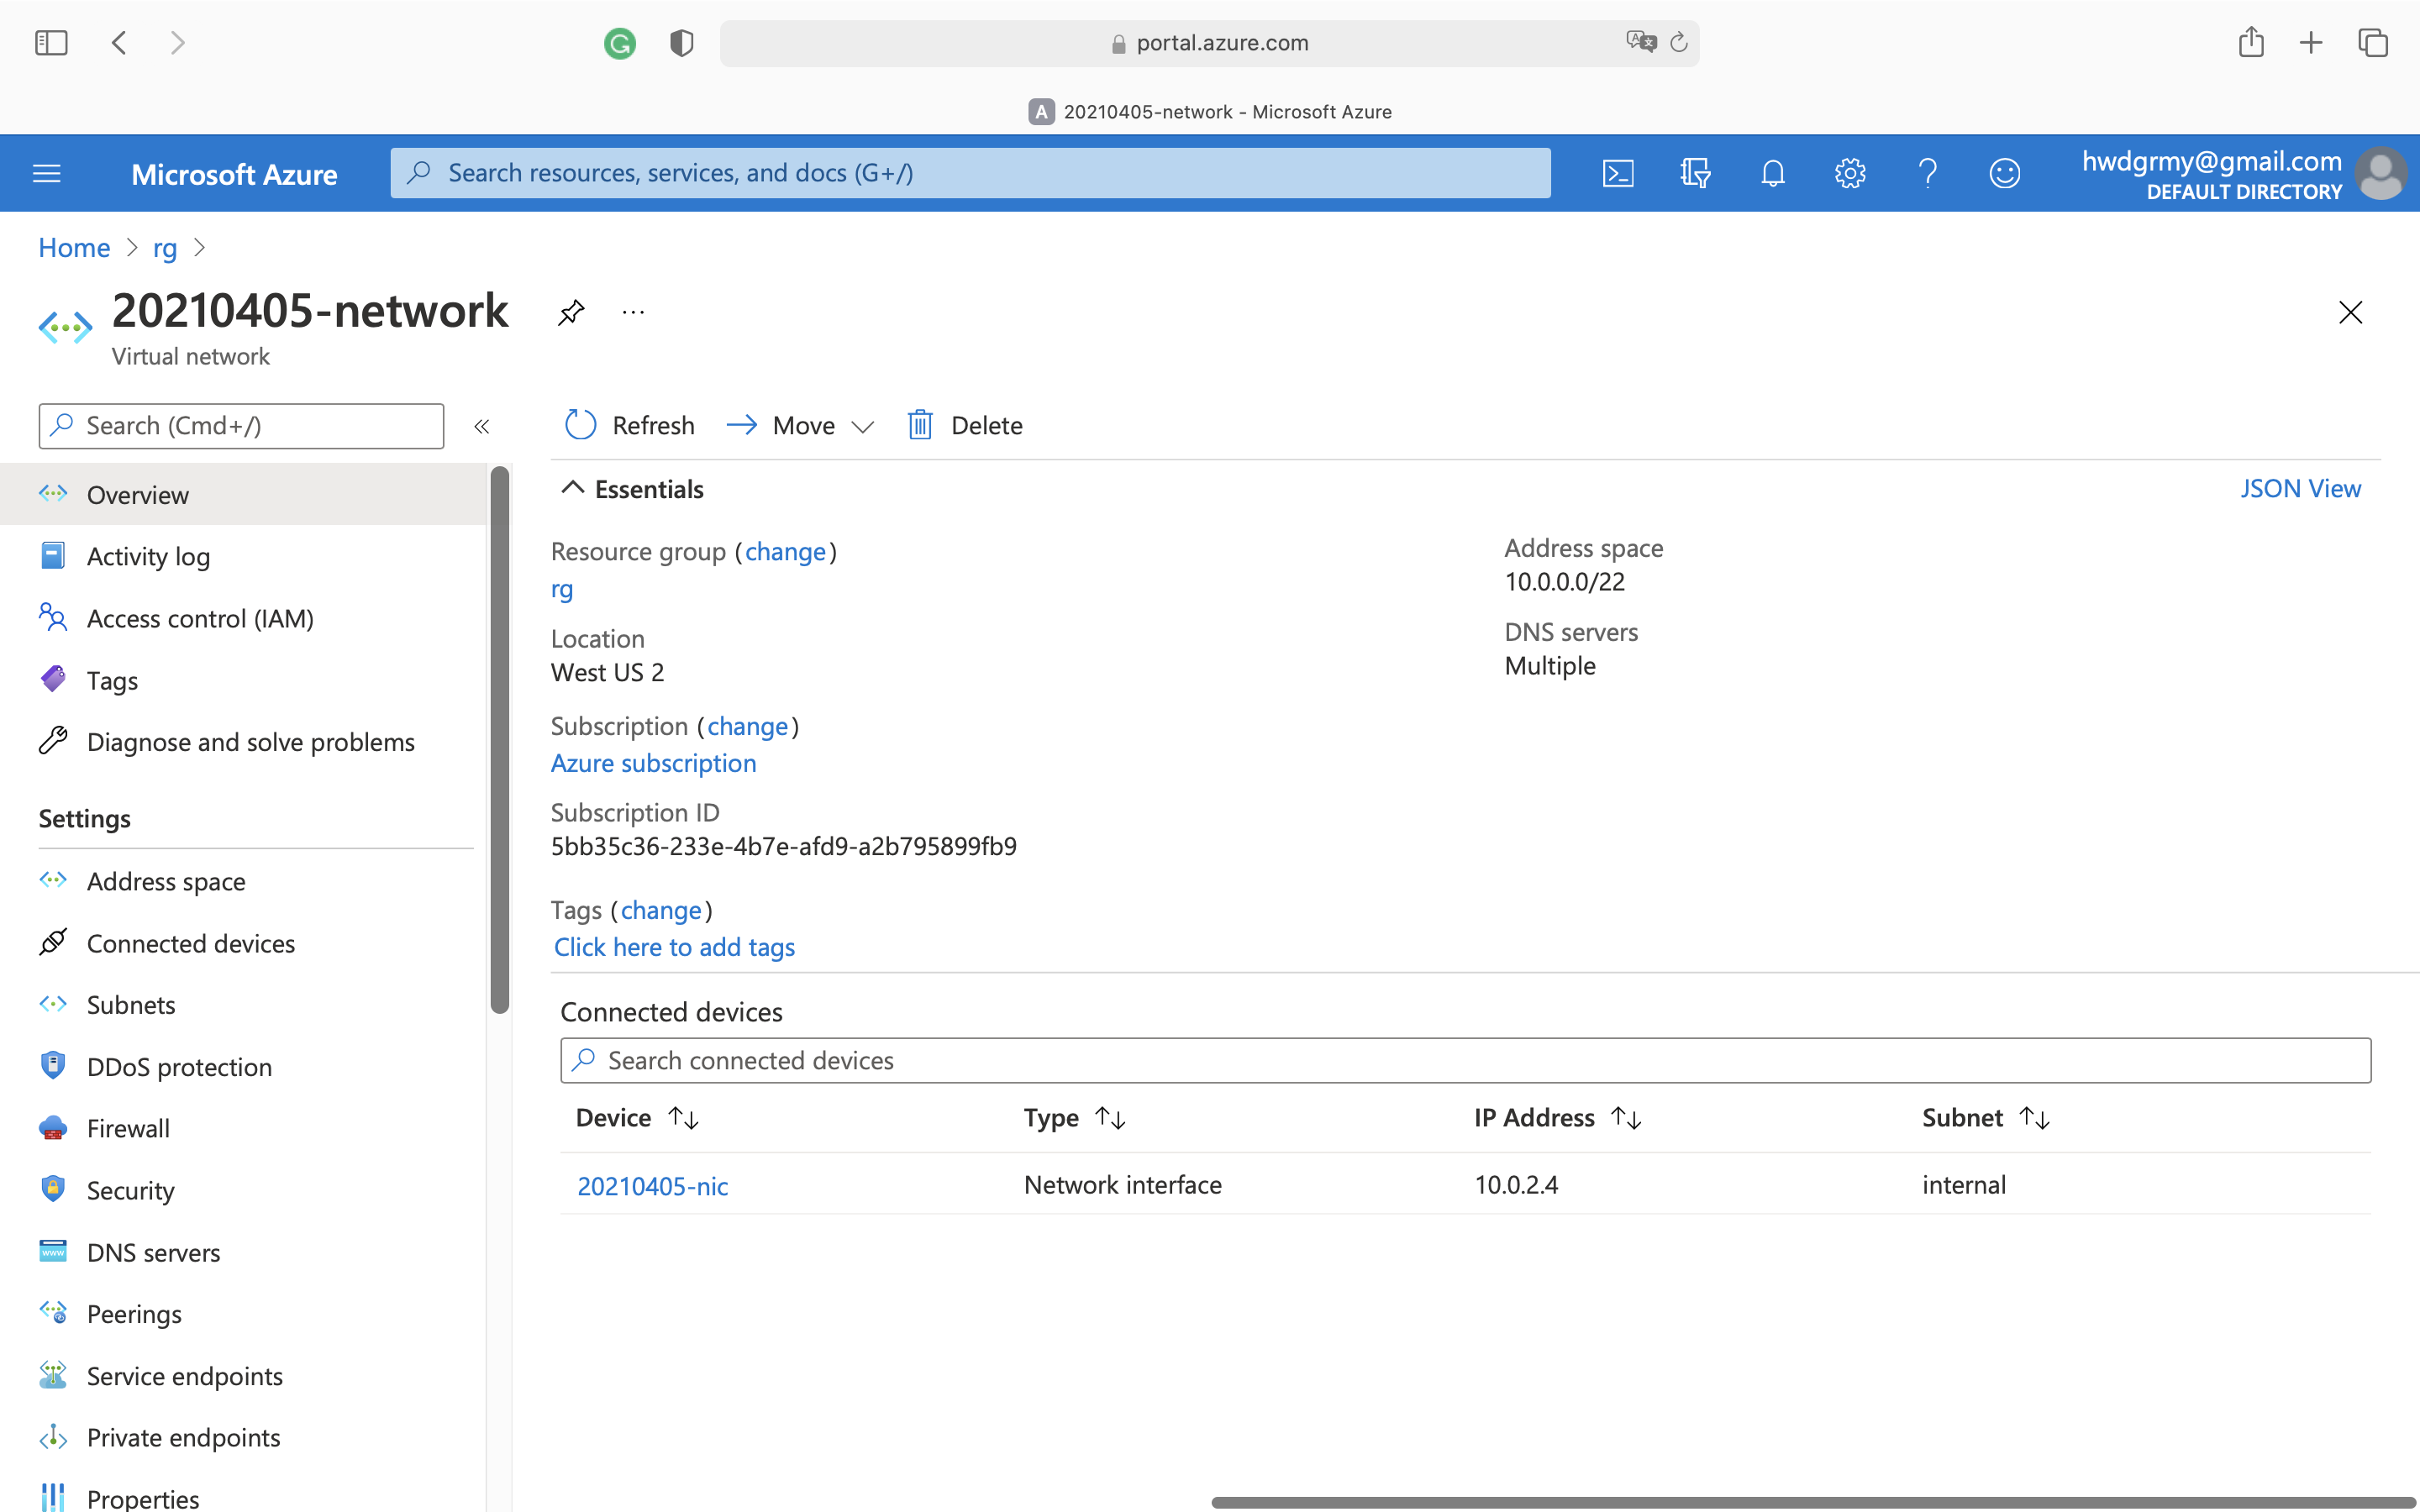 portal.azure.com
A 20210405-network - Microsoft Azure
Microsoft Azure
Search resources, services, and docs (G+/)
hwdgrmy@gmail.com
DEFAULT DIRECTORY
Home > rg >
20210405-network
...
Virtual network
Search (Cmd+/)
«
Refresh
Move
Delete
Overview
Activity log
Access control (IAM)
Tags
Diagnose and solve problems
Settings
Address space
Connected devices
Subnets
DDoS protection
Firewall
Security
DNS servers
Peerings
Service endpoints
Private endpoints
Properties
Essentials
JSON View
Resource group (change)
rg
Location
West US 2
Subscription (change)
Azure subscription
Subscription ID
5bb35c36-233e-4b7e-afd9-a2b795899fb9
Tags (change)
Click here to add tags
Address space
10.0.0.0/22
DNS servers
Multiple
Connected devices
Search connected devices
Device ↑↓ Type ↑↓ IP Address ↑↓ Subnet ↑↓
20210405-nic Network interface 10.0.2.4 internal